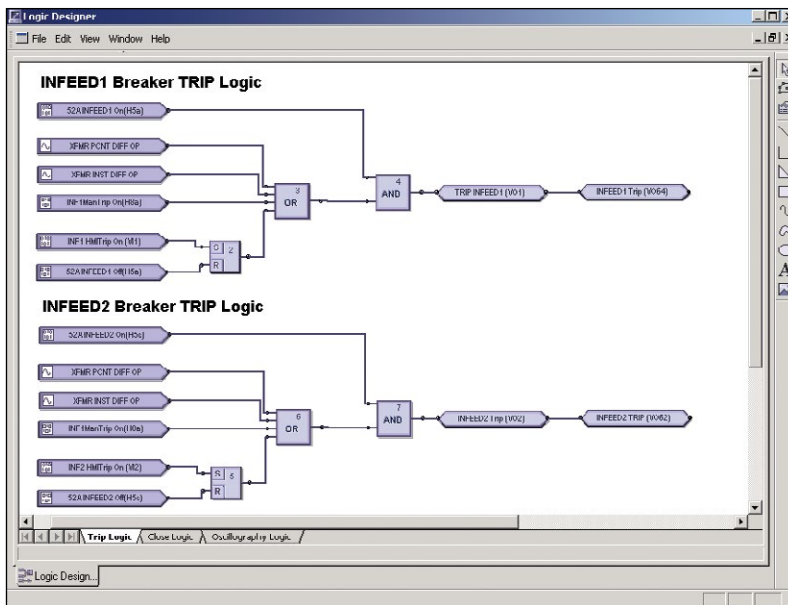 Logic Designer
File Edit View Window Help
INFEED1 Breaker TRIP Logic
52A INFEED1 On(H5a)
XFMR PCNT DIFF OP
XFMR INST DIFF OP
INF1ManTrip On(H8a)
INF1 HMITrip On (VI1)
52A INFEED1 Off(H5a)
3
OR
2
R
4
AND
TRIP INFEED1 (VO1)
INFEED1 Trip (VO64)
INFEED2 Breaker TRIP Logic
52A INFEED2 On(H5c)
XFMR PCNT DIFF OP
XFMR INST DIFF OP
INF1ManTrip On(H8a)
INF2 HMITrip On (VI2)
52A INFEED2 Off(H5c)
6
OR
S 5
R
7
AND
INFEED2 Trip (VO2)
INFEED2 TRIP (VO62)
Trip Logic Close Logic Oscillography Logic
Logic Design...
A